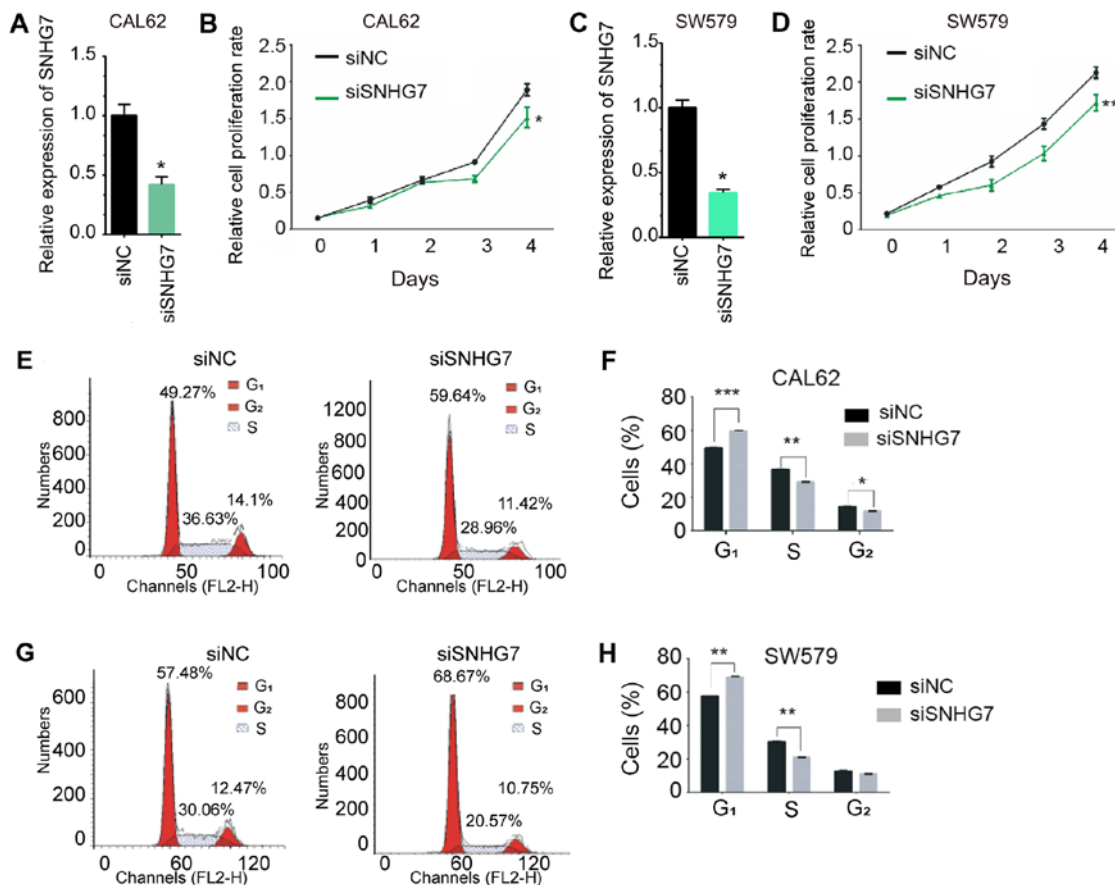 A
CAL62
Relative expression of SNHG7
1.5
1.0
0.5
0.0
*
siNC
siSNHG7
B
CAL62
Relative cell proliferation rate
2.5
2.0
1.5
1.0
0.5
0
siNC
siSNHG7
*
0 1 2 3 4
Days
C
SW579
Relative expression of SNHG7
1.5
1.0
0.5
0.0
*
siNC
siSNHG7
D
SW579
Relative cell proliferation rate
2.5
2.0
1.5
1.0
0.5
0
siNC
siSNHG7
**
0 1 2 3 4
Days
E
siNC
49.27%
G₁
G₂
S
Numbers
800
600
400
200
0
14.1%
36.63%
0 50 100
Channels (FL2-H)
siSNHG7
59.64%
G₁
G₂
S
Numbers
1200
1000
800
600
400
200
0
11.42%
28.96%
0 50 100
Channels (FL2-H)
F
CAL62
Cells (%)
80
60
40
20
0
***
**
*
siNC
siSNHG7
G₁ S G₂
G
siNC
57.48%
G₁
G₂
S
Numbers
600
400
200
0
12.47%
30.06%
0 60 120
Channels (FL2-H)
siSNHG7
68.67%
G₁
G₂
S
Numbers
800
600
400
200
0
10.75%
20.57%
0 60 120
Channels (FL2-H)
H
SW579
Cells (%)
80
60
40
20
0
**
**
siNC
siSNHG7
G₁ S G₂